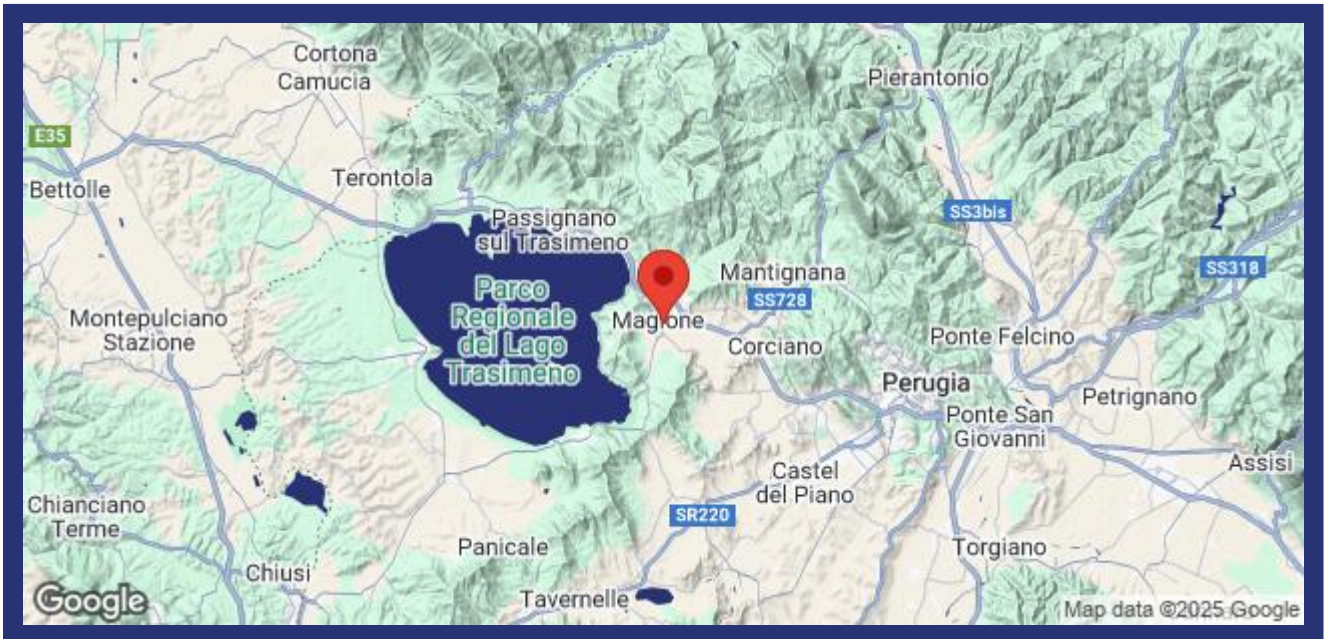 Cortona
Camucia
Pierantonio
E35
Bettolle
Terontola
Passignano
sul Trasimeno
SS3bis
Mantignana
SS728
SS318
Parco
Regionale
del Lago
Trasimeno
Montepulciano
Stazione
Magione
Corciano
Ponte Felcino
Perugia
Petrignano
Ponte San
Giovanni
Assisi
Castel
del Piano
Chianciano
Terme
SR220
Panicale
Torgiano
Chiusi
Tavernelle
Google
Map data ©2025 Google